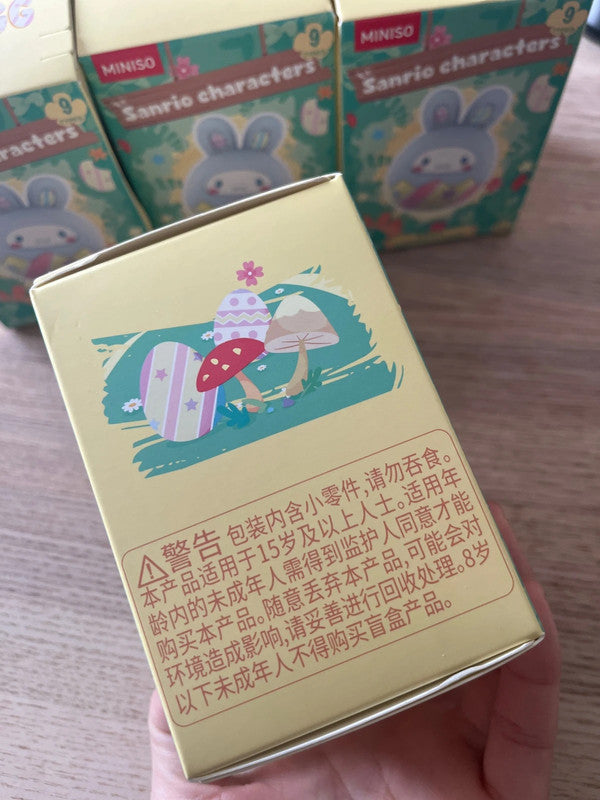 MINISO
9
Sanrio characters
MINISO
9
Sanrio characters
9
racters
警告 包装内含小零件,请勿吞食。
本产品适用于15岁及以上人士。适用年
龄内的未成年人需得到监护人同意才能
购买本产品。随意丢弃本产品,可能会对
环境造成影响,请妥善进行回收处理。8岁
以下未成年人不得购买盲盒产品。